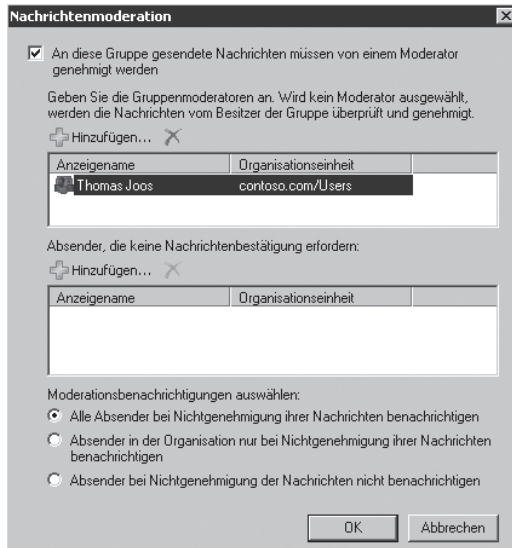 Nachrichtenmoderation
An diese Gruppe gesendete Nachrichten müssen von einem Moderator
genehmigt werden
Geben Sie die Gruppenmoderatoren an. Wird kein Moderator ausgewählt,
werden die Nachrichten vom Besitzer der Gruppe überprüft und genehmigt.
Hinzufügen...
Anzeigename Organisationseinheit
Thomas Joos contoso.com/Users
Absender, die keine Nachrichtenbestätigung erfordern:
Hinzufügen...
Anzeigename Organisationseinheit
Moderationsbenachrichtigungen auswählen:
Alle Absender bei Nichtgenehmigung ihrer Nachrichten benachrichtigen
Absender in der Organisation nur bei Nichtgenehmigung ihrer Nachrichten
benachrichtigen
Absender bei Nichtgenehmigung der Nachrichten nicht benachrichtigen
OK Abbrechen